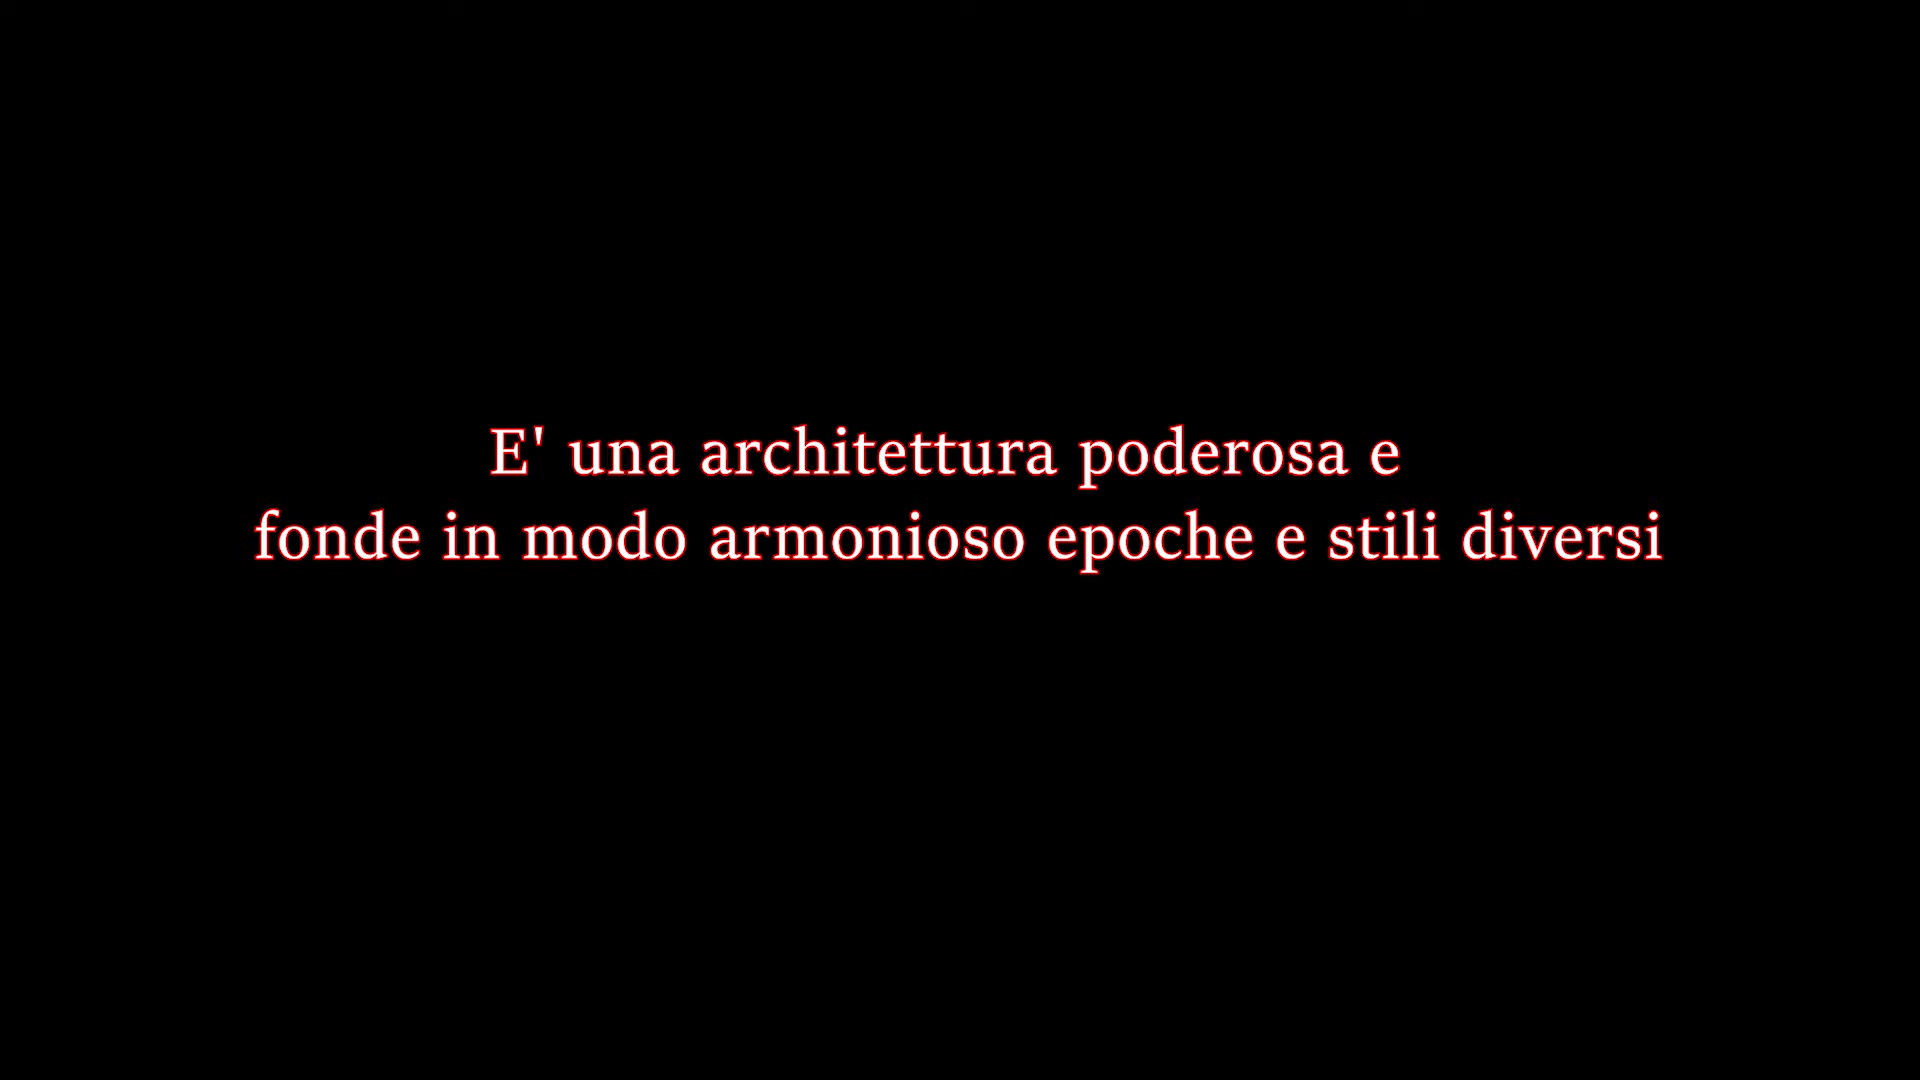 E' una architettura poderosa e
fonde in modo armonioso epoche e stili diversi